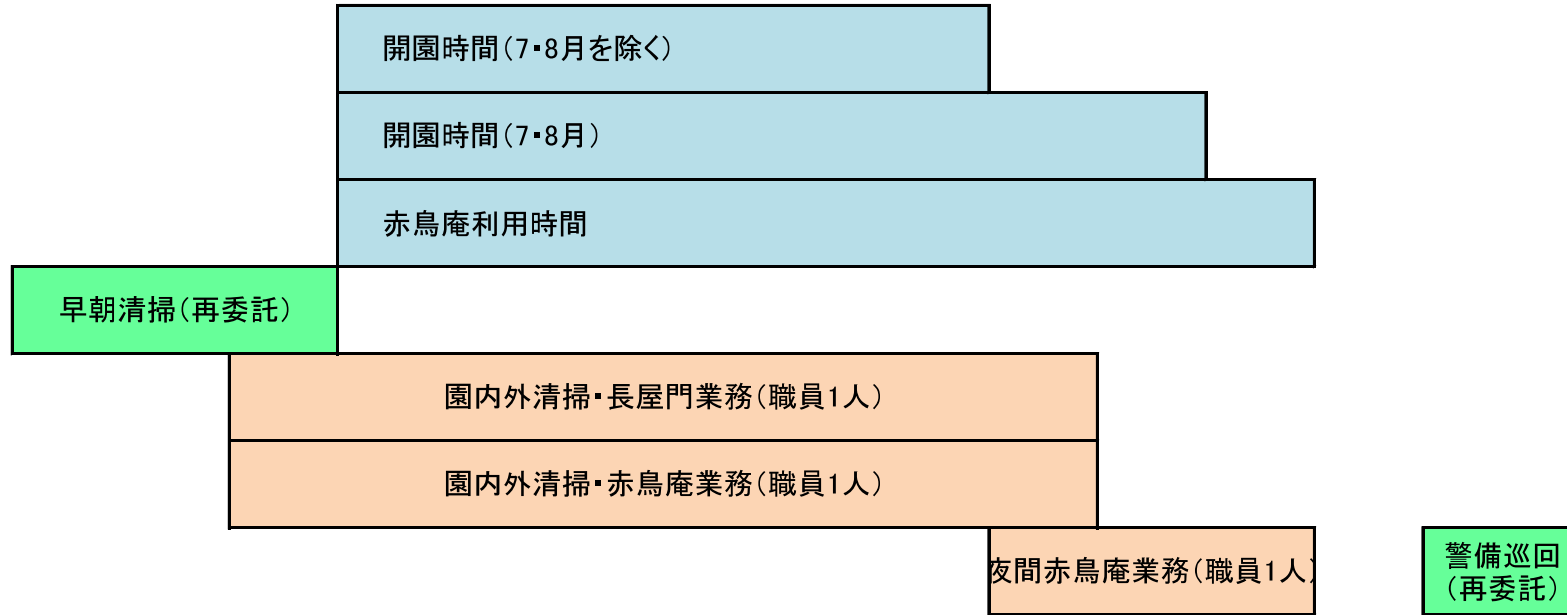 開園時間（7・8月を除く）
開園時間（7・8月）
赤鳥庵利用時間
早朝清掃（再委託）
園内外清掃・長屋門業務（職員1人）
園内外清掃・赤鳥庵業務（職員1人）
夜間赤鳥庵業務（職員1人）
警備巡回
（再委託）